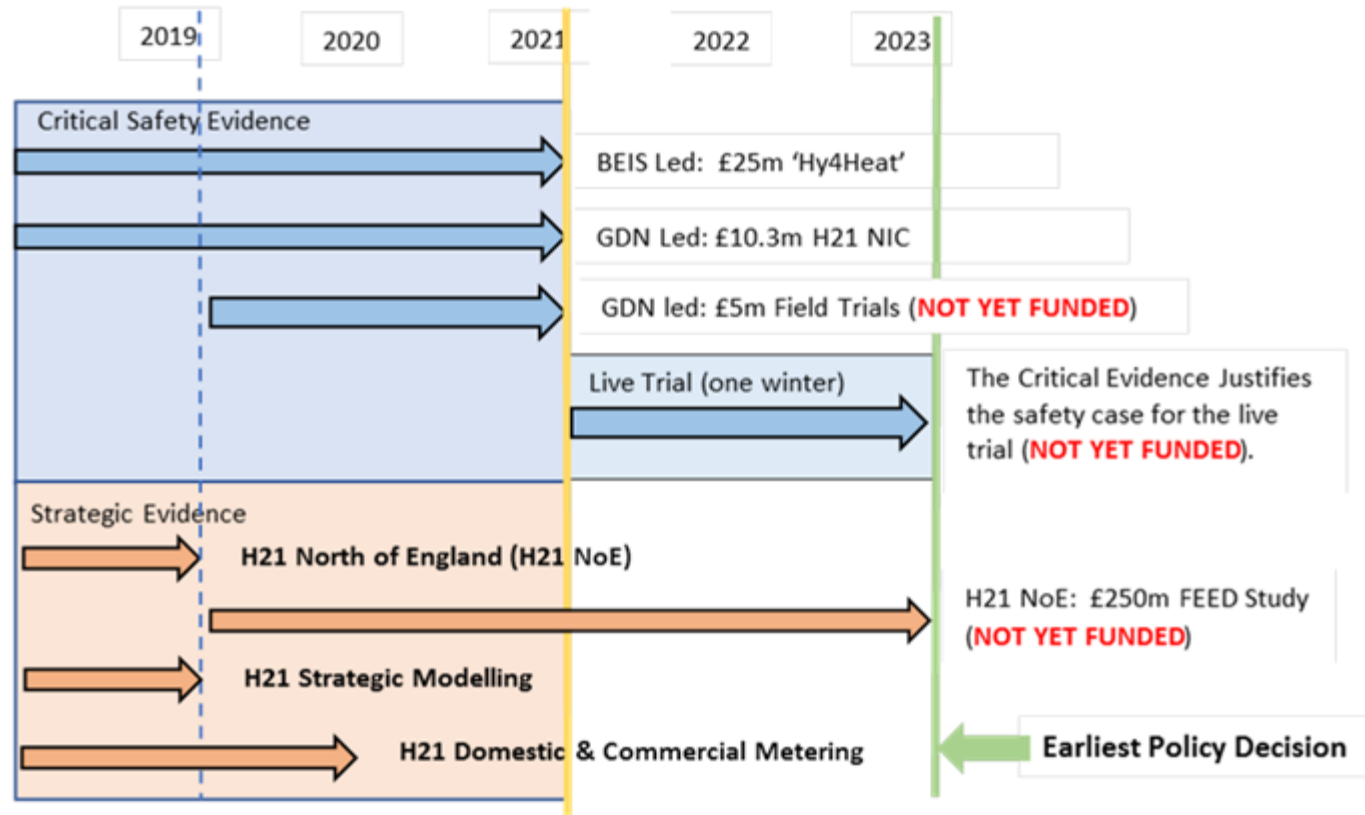 2019
2020
2021
2022
2023
Critical Safety Evidence
BEIS Led: £25m ‘Hy4Heat’
GDN Led: £10.3m H21 NIC
GDN led: £5m Field Trials (NOT YET FUNDED)
Live Trial (one winter)
The Critical Evidence Justifies
the safety case for the live
trial (NOT YET FUNDED).
Strategic Evidence
H21 North of England (H21 NoE)
H21 NoE: £250m FEED Study
(NOT YET FUNDED)
H21 Strategic Modelling
H21 Domestic & Commercial Metering
Earliest Policy Decision